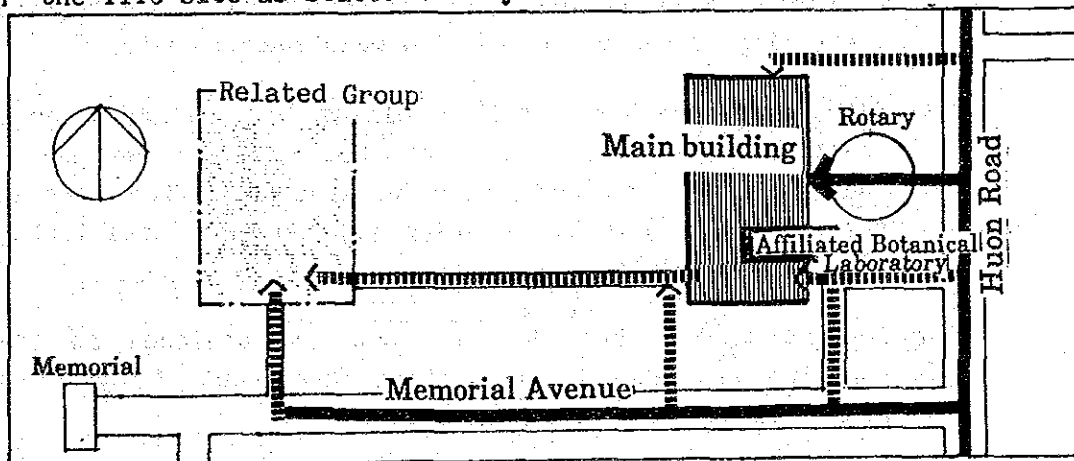 Related Group
Rotary
Main building
Huon Road
Affiliated Botanical
Laboratory
Memorial
Memorial Avenue